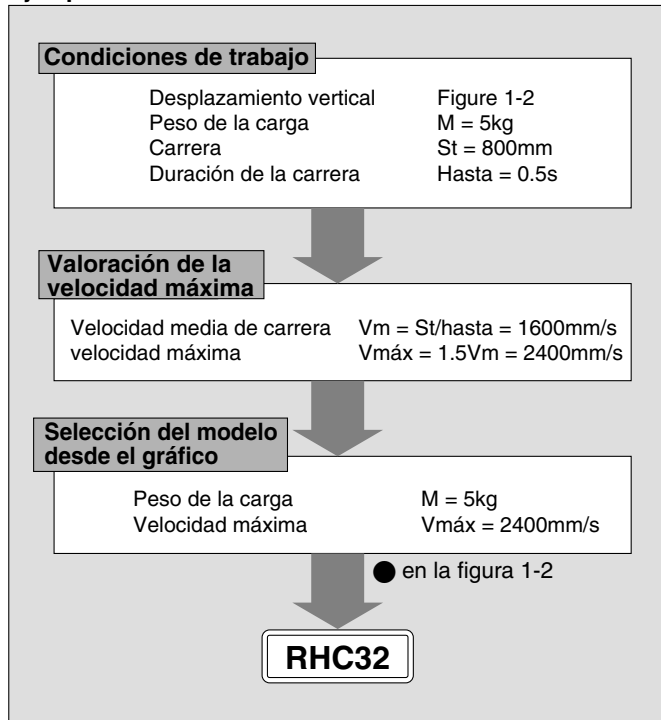 Condiciones de trabajo
Desplazamiento vertical Figure 1-2
Peso de la carga M = 5kg
Carrera St = 800mm
Duración de la carrera Hasta = 0.5s
Valoración de la
velocidad máxima
Velocidad media de carrera Vm = St/hasta = 1600mm/s
velocidad máxima Vmáx = 1.5Vm = 2400mm/s
Selección del modelo
desde el gráfico
Peso de la carga M = 5kg
Velocidad máxima Vmáx = 2400mm/s
● en la figura 1-2
RHC32